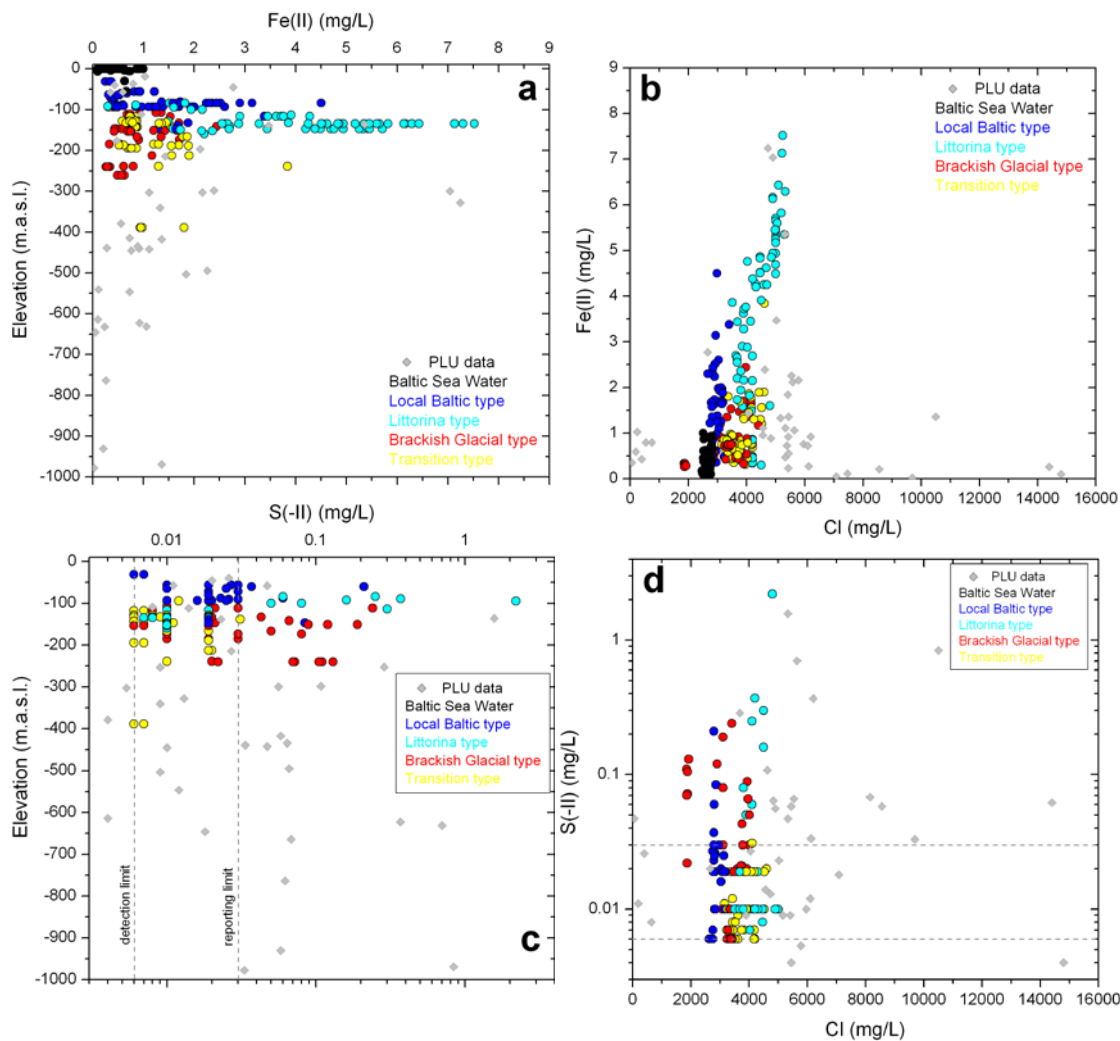 Fe(II) (mg/L)
0 1 2 3 4 5 6 7 8 9
a
0
-100
-200
-300
-400
-500
-600
-700
-800
-900
-1000
Elevation (m.a.s.l.)
PLU data
Baltic Sea Water
Local Baltic type
Littorina type
Brackish Glacial type
Transition type
b
9
8
7
6
5
4
3
2
1
0
Fe(II) (mg/L)
PLU data
Baltic Sea Water
Local Baltic type
Littorina type
Brackish Glacial type
Transition type
0 2000 4000 6000 8000 10000 12000 14000 16000
Cl (mg/L)
S(-II) (mg/L)
0.01 0.1 1
0
-100
-200
-300
-400
-500
-600
-700
-800
-900
-1000
Elevation (m.a.s.l.)
PLU data
Baltic Sea Water
Local Baltic type
Littorina type
Brackish Glacial type
Transition type
detection limit
reporting limit
c
d
1
0.1
0.01
S(-II) (mg/L)
PLU data
Baltic Sea Water
Local Baltic type
Littorina type
Brackish Glacial type
Transition type
0 2000 4000 6000 8000 10000 12000 14000 16000
Cl (mg/L)